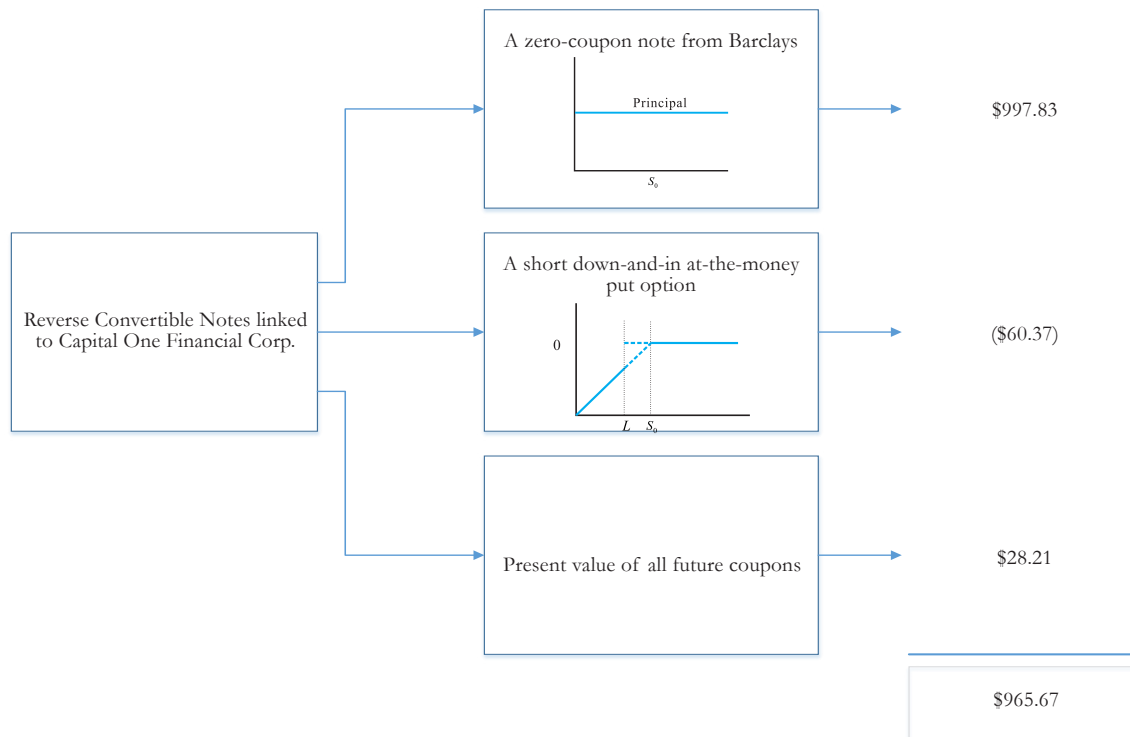 A zero-coupon note from Barclays
Principal
S₀
$997.83
Reverse Convertible Notes linked
to Capital One Financial Corp.
A short down-and-in at-the-money
put option
0
L S₀
($60.37)
Present value of all future coupons
$28.21
$965.67